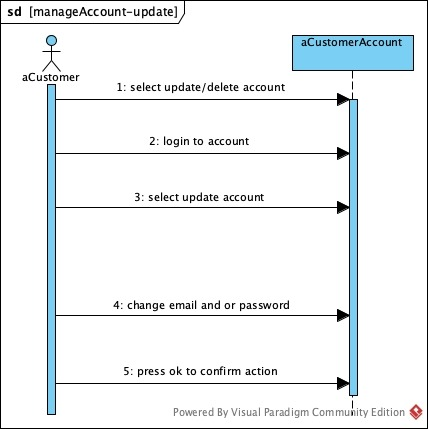 sd [manageAccount-update]
aCustomer
aCustomerAccount
1: select update/delete account
2: login to account
3: select update account
4: change email and or password
5: press ok to confirm action
Powered By Visual Paradigm Community Edition